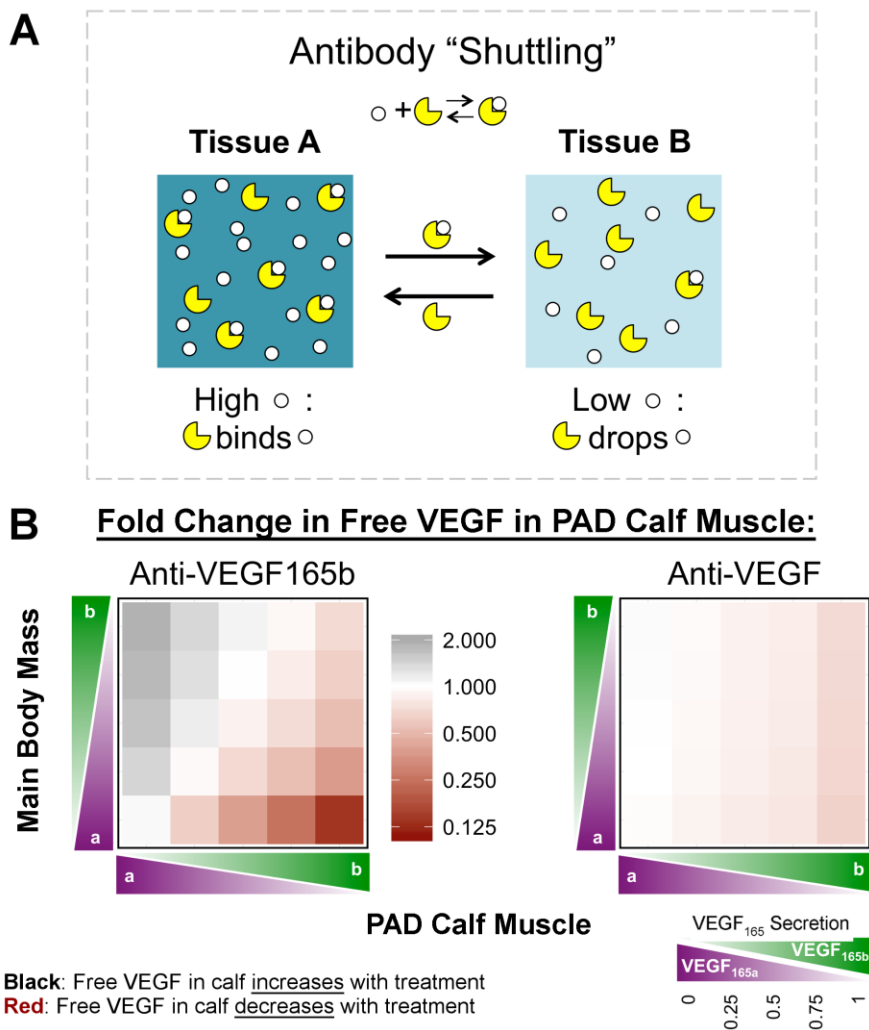 A
Antibody “Shuttling”
+
Tissue A
Tissue B
High :
binds
Low :
drops
B
Fold Change in Free VEGF in PAD Calf Muscle:
Anti-VEGF165b
Anti-VEGF
Main Body Mass
b
a
2.000
1.000
0.500
0.250
0.125
b
a
a
b
a
b
PAD Calf Muscle
VEGF165 Secretion
VEGF165b
VEGF165a
0
0.25
0.5
0.75
1
Black: Free VEGF in calf increases with treatment
Red: Free VEGF in calf decreases with treatment